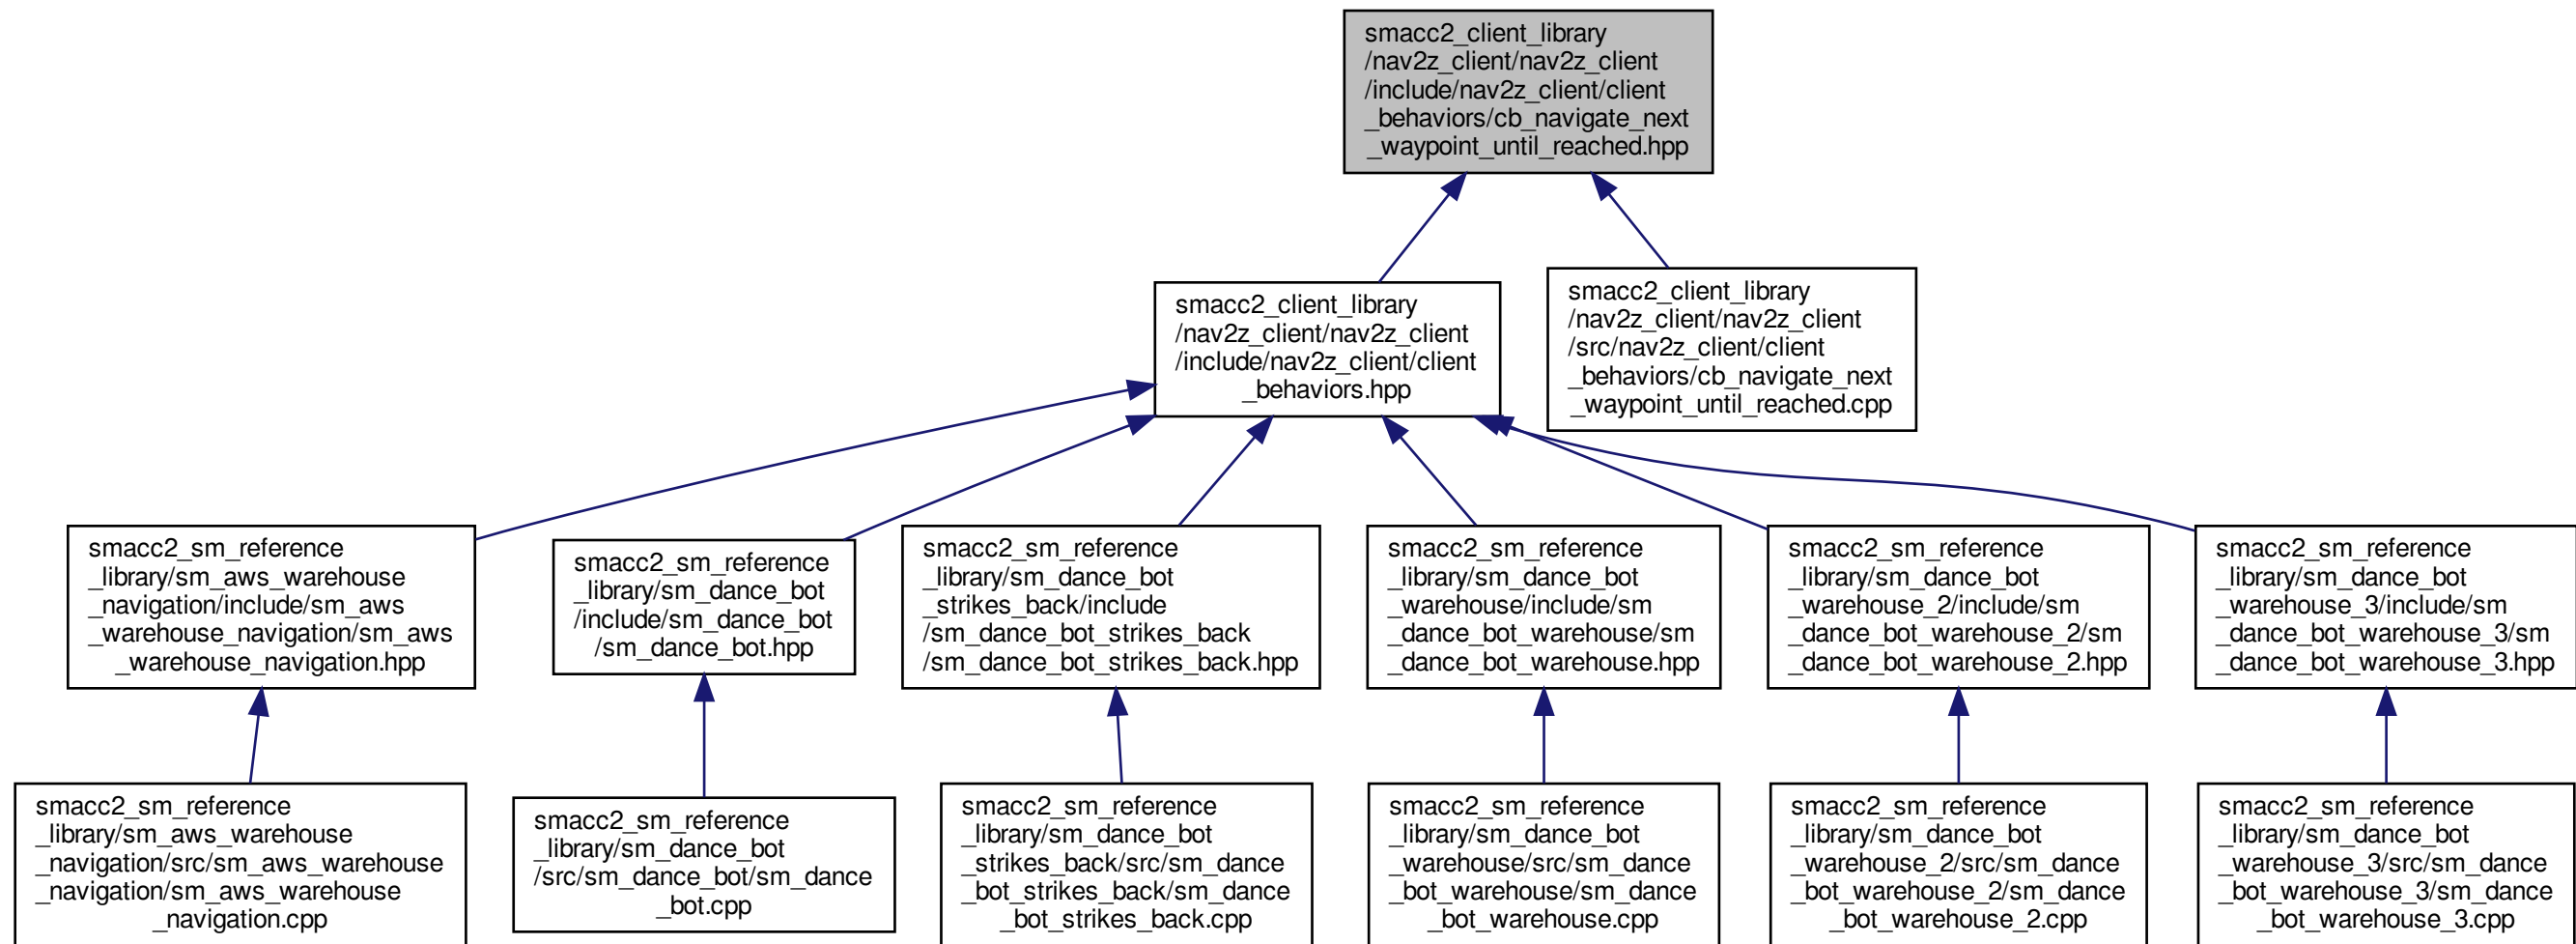 smacc2_client_library
/nav2z_client/nav2z_client
/include/nav2z_client/client
_behaviors/cb_navigate_next
_waypoint_until_reached.hpp
smacc2_client_library
/nav2z_client/nav2z_client
/include/nav2z_client/client
_behaviors.hpp
smacc2_client_library
/nav2z_client/nav2z_client
/src/nav2z_client/client
_behaviors/cb_navigate_next
_waypoint_until_reached.cpp
smacc2_sm_reference
_library/sm_aws_warehouse
_navigation/include/sm_aws
_warehouse_navigation/sm_aws
_warehouse_navigation.hpp
smacc2_sm_reference
_library/sm_dance_bot
/include/sm_dance_bot
/sm_dance_bot.hpp
smacc2_sm_reference
_library/sm_dance_bot
_strikes_back/include
/sm_dance_bot_strikes_back
/sm_dance_bot_strikes_back.hpp
smacc2_sm_reference
_library/sm_dance_bot
_warehouse/include/sm
_dance_bot_warehouse/sm
_dance_bot_warehouse.hpp
smacc2_sm_reference
_library/sm_dance_bot
_warehouse_2/include/sm
_dance_bot_warehouse_2/sm
_dance_bot_warehouse_2.hpp
smacc2_sm_reference
_library/sm_dance_bot
_warehouse_3/include/sm
_dance_bot_warehouse_3/sm
_dance_bot_warehouse_3.hpp
smacc2_sm_reference
_library/sm_aws_warehouse
_navigation/src/sm_aws_warehouse
_navigation/sm_aws_warehouse
_navigation.cpp
smacc2_sm_reference
_library/sm_dance_bot
/src/sm_dance_bot/sm_dance
_bot.cpp
smacc2_sm_reference
_library/sm_dance_bot
_strikes_back/src/sm_dance
_bot_strikes_back/sm_dance
_bot_strikes_back.cpp
smacc2_sm_reference
_library/sm_dance_bot
_warehouse/src/sm_dance
_bot_warehouse/sm_dance
_bot_warehouse.cpp
smacc2_sm_reference
_library/sm_dance_bot
_warehouse_2/src/sm_dance
_bot_warehouse_2/sm_dance
_bot_warehouse_2.cpp
smacc2_sm_reference
_library/sm_dance_bot
_warehouse_3/src/sm_dance
_bot_warehouse_3/sm_dance
_bot_warehouse_3.cpp